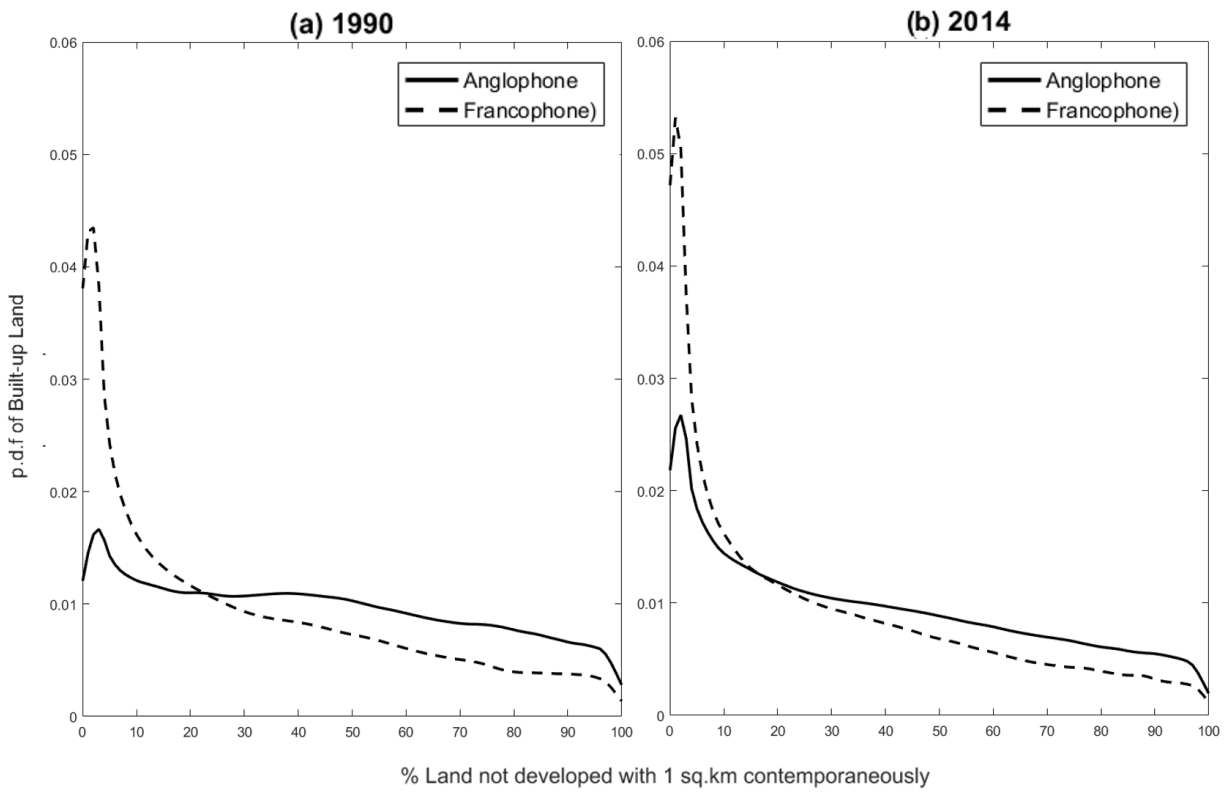 (a) 1990
(b) 2014
p.d.f of Built-up Land
0.06
0.05
0.04
0.03
0.02
0.01
0
Anglophone
Francophone)
0 10 20 30 40 50 60 70 80 90 100
0.06
0.05
0.04
0.03
0.02
0.01
0
Anglophone
Francophone)
0 10 20 30 40 50 60 70 80 90 100
% Land not developed with 1 sq.km contemporaneously